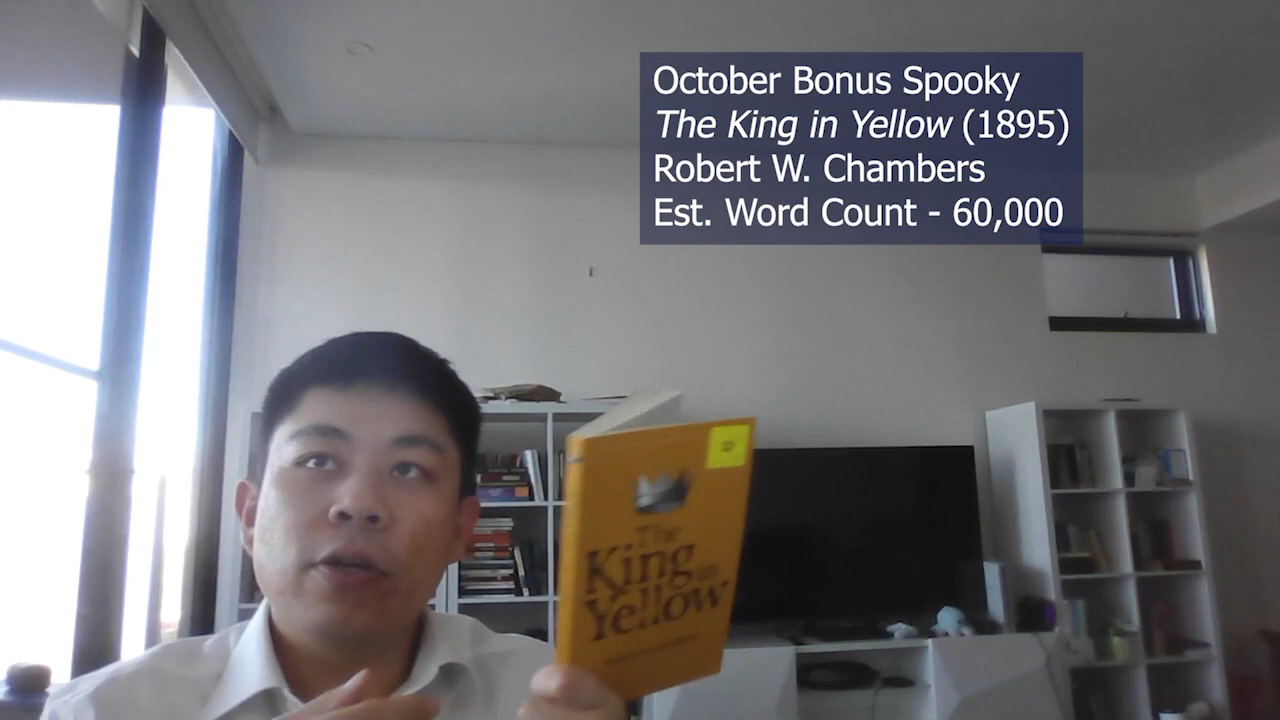 October Bonus Spooky
The King in Yellow (1895)
Robert W. Chambers
Est. Word Count - 60,000
The
King in
Yellow